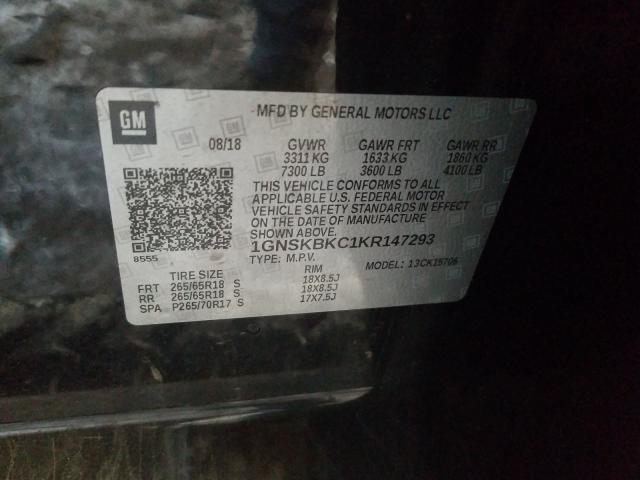 GM
MFD BY GENERAL MOTORS LLC
08/18 GVWR GAWR FRT GAWR RR
3311 KG 1633 KG 1860 KG
7300 LB 3600 LB 4100 LB
THIS VEHICLE CONFORMS TO ALL
APPLICABLE U.S. FEDERAL MOTOR
VEHICLE SAFETY STANDARDS IN EFFECT
ON THE DATE OF MANUFACTURE
SHOWN ABOVE.
1GNSKBKC1KR147293
8555 TYPE: M.P.V. MODEL: 13CK15706
TIRE SIZE RIM
FRT 265/65R18 S 18X8.5J
RR 265/65R18 S 18X8.5J
SPA P265/70R17 S 17X7.5J